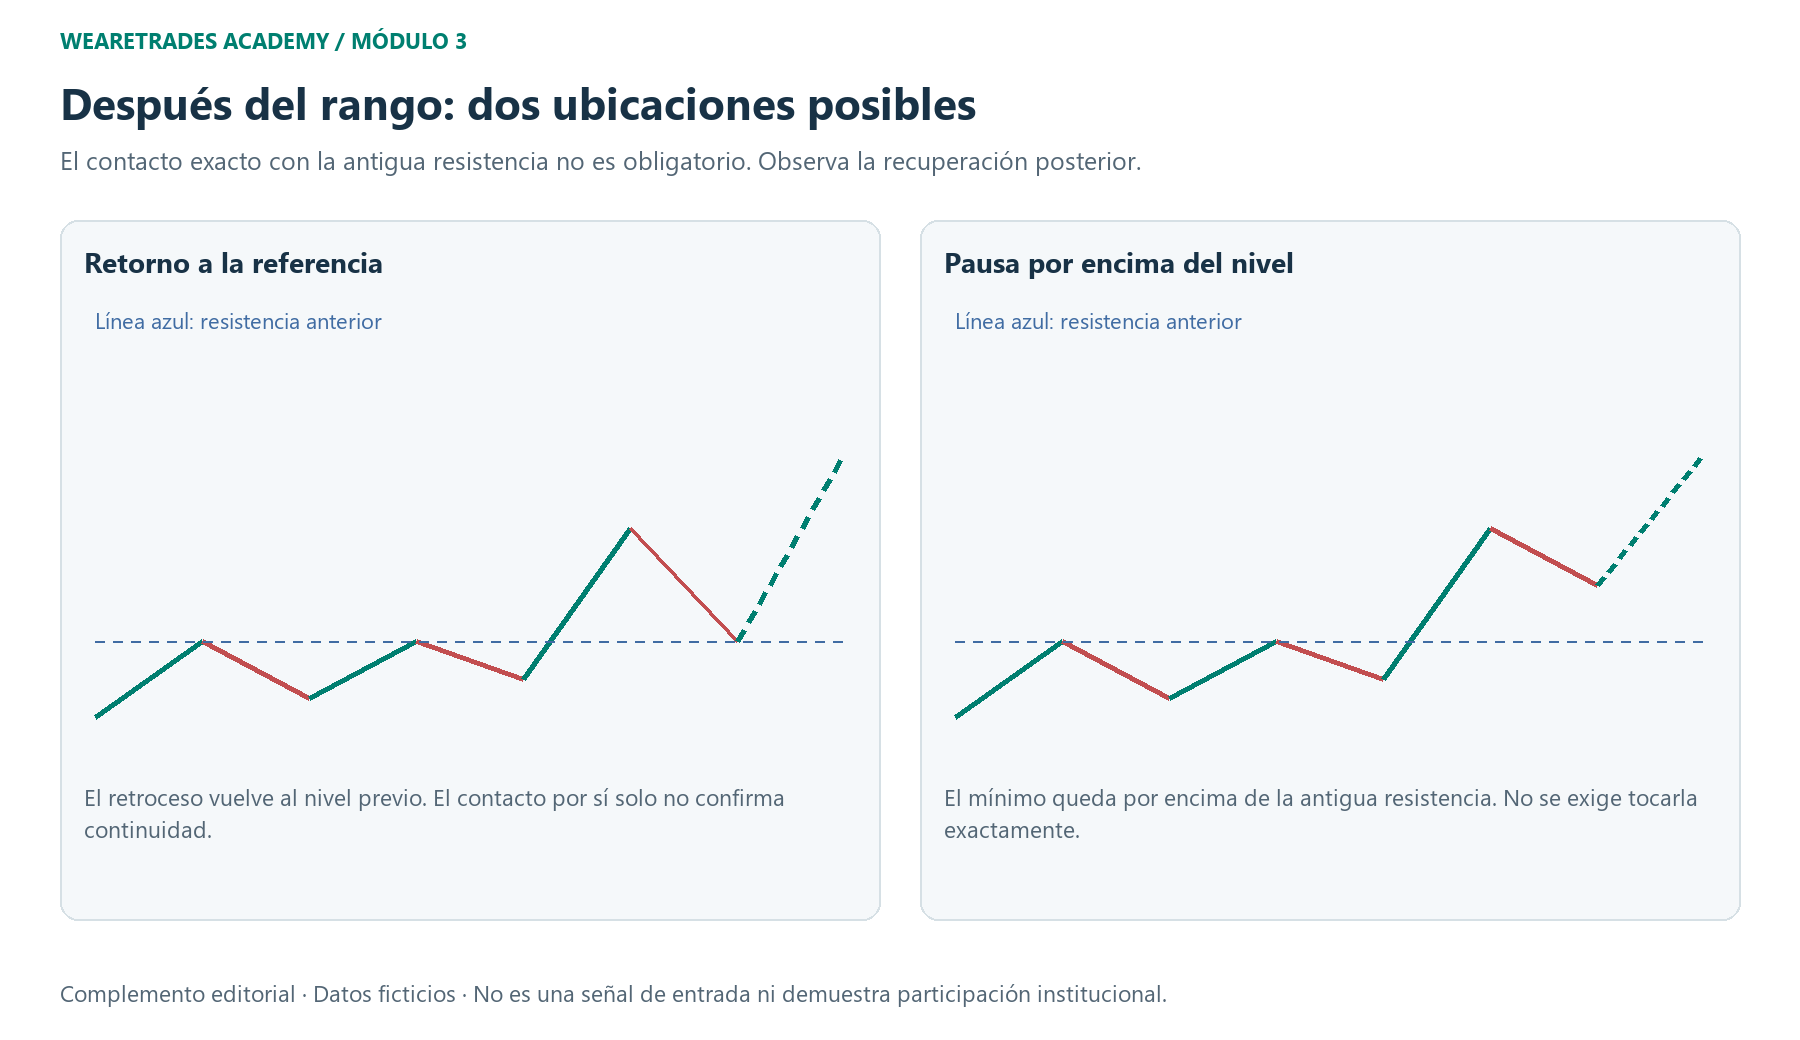 WEARETRADES ACADEMY / MÓDULO 3
Después del rango: dos ubicaciones posibles
El contacto exacto con la antigua resistencia no es obligatorio. Observa la recuperación posterior.
Retorno a la referencia
Línea azul: resistencia anterior
El retroceso vuelve al nivel previo. El contacto por sí solo no confirma
continuidad.
Pausa por encima del nivel
Línea azul: resistencia anterior
El mínimo queda por encima de la antigua resistencia. No se exige tocarla
exactamente.
Complemento editorial · Datos ficticios · No es una señal de entrada ni demuestra participación institucional.